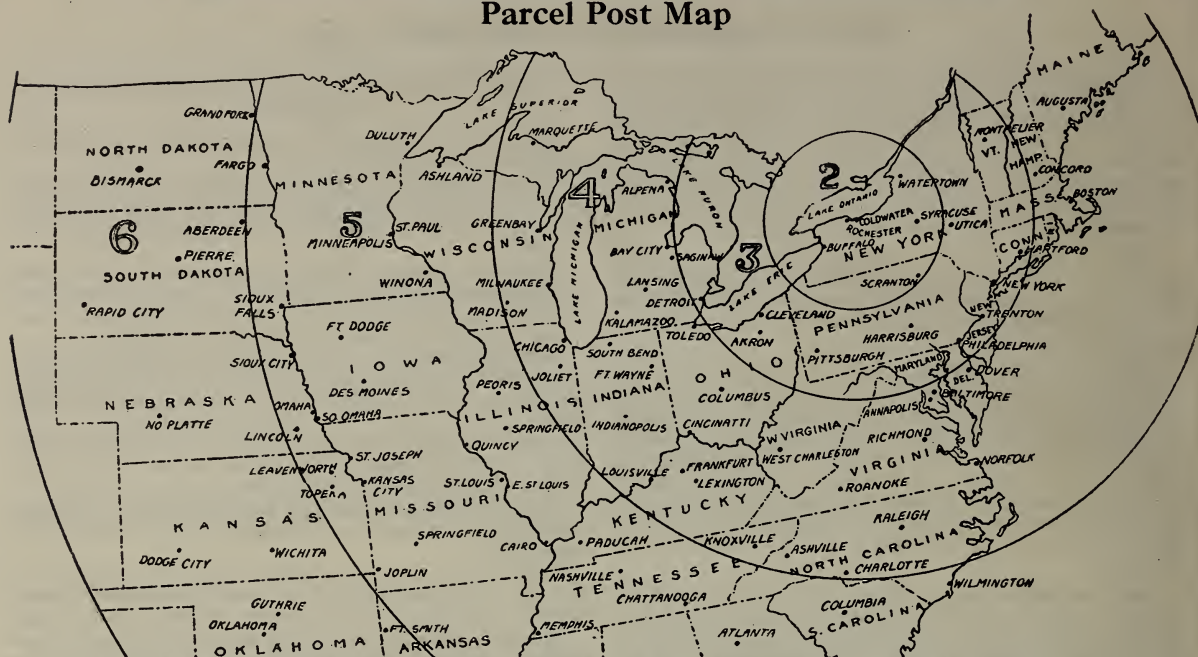 Parcel Post Map
MAINE
LAKE SUPERIOR
GRAND FORK
AUGUSTA
DULUTH
MARQUETTE
MONTPELIER
VT.
NEW HAMP.
NORTH DAKOTA
FARGO
BISMARCK
MINNESOTA
ASHLAND
4
ALPENA
LAKE HURON
2
WATERTOWN
CONCORD
BOSTON
MASS.
LAKE ONTARIO
COLDWATER
ROCHESTER
SYRACUSE
UTICA
BUFFALO
NEW YORK
CONN.
HARTFORD
6
ABERDEEN
5
MINNEAPOLIS
ST. PAUL
GREENBAY
WISCONSIN
MICHIGAN
BAY CITY
SAGINAW
3
PIERRE
SOUTH DAKOTA
WINONA
MILWAUKEE
LAKE MICHIGAN
LANSING
DETROIT
LAKE ERIE
SCRANTON
NEW YORK
RAPID CITY
SIOUX FALLS
MADISON
KALAMAZOO
TOLEDO
CLEVELAND
PENNSYLVANIA
NEW JERSEY
TRENTON
FT. DODGE
CHICAGO
SOUTH BEND
AKRON
HARRISBURG
PHILADELPHIA
SIOUX CITY
IOWA
JOLIET
FT. WAYNE
OHIO
PITTSBURGH
MARYLAND
DEL.
DOVER
DES MOINES
PEORIS
ILLINOIS
INDIANA
COLUMBUS
BALTIMORE
NEBRASKA
NO PLATTE
OMAHA
SO. OMAHA
SPRINGFIELD
INDIANOPOLIS
CINCINATTI
W. VIRGINIA
ANNAPOLIS
LINCOLN
QUINCY
RICHMOND
LEAVENWORTH
ST. JOSEPH
LOUISVILLE
FRANKFURT
WEST CHARLESTON
VIRGINIA
NORFOLK
TOPEKA
KANSAS CITY
ST. LOUIS
E. ST LOUIS
LEXINGTON
ROANOKE
KANSAS
MISSOURI
KENTUCKY
RALEIGH
SPRINGFIELD
CAIRO
PADUCAH
KNOXVILLE
ASHVILLE
NORTH CAROLINA
DODGE CITY
WICHITA
CHARLOTTE
JOPLIN
NASHVILLE
TENNESSEE
WILMINGTON
GUTHRIE
CHATTANOOGA
COLUMBIA
OKLAHOMA
FT. SMTH
MEMPHIS
S. CAROLINA
OKLAHOMA
ARKANSAS
ATLANTA